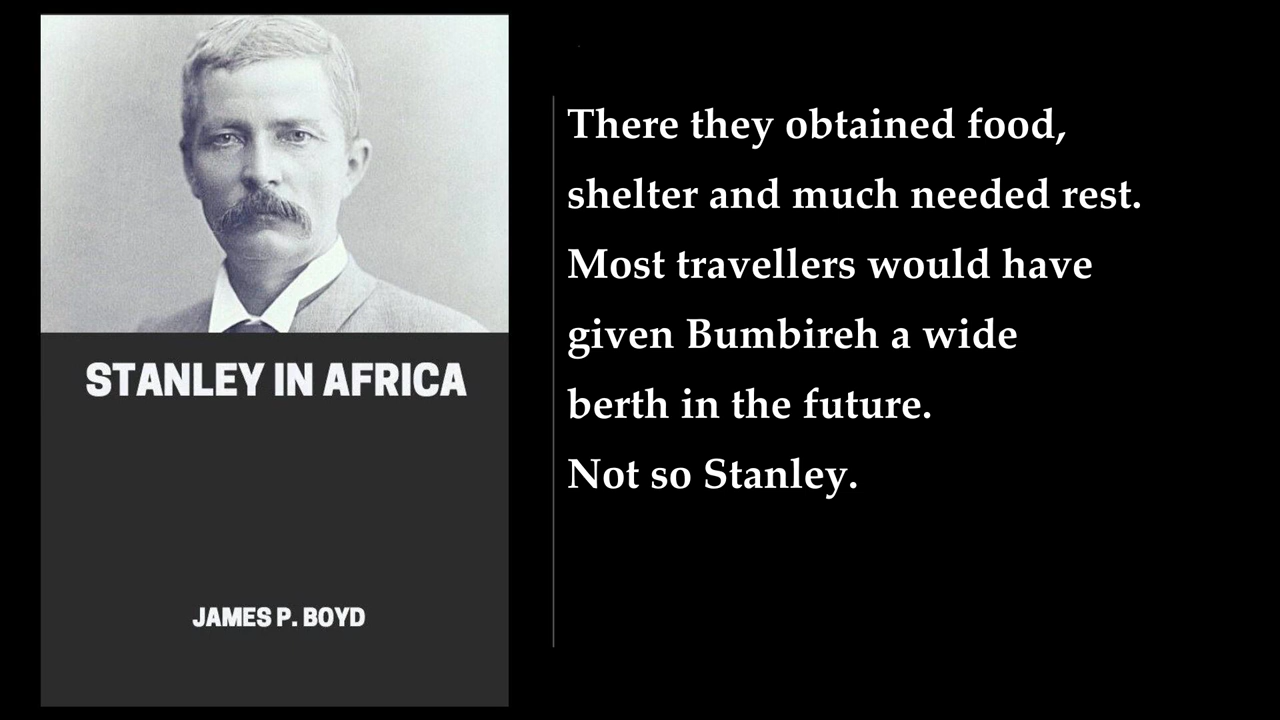 STANLEY IN AFRICA
JAMES P. BOYD
There they obtained food,
shelter and much needed rest.
Most travellers would have
given Bumbireh a wide
berth in the future.
Not so Stanley.